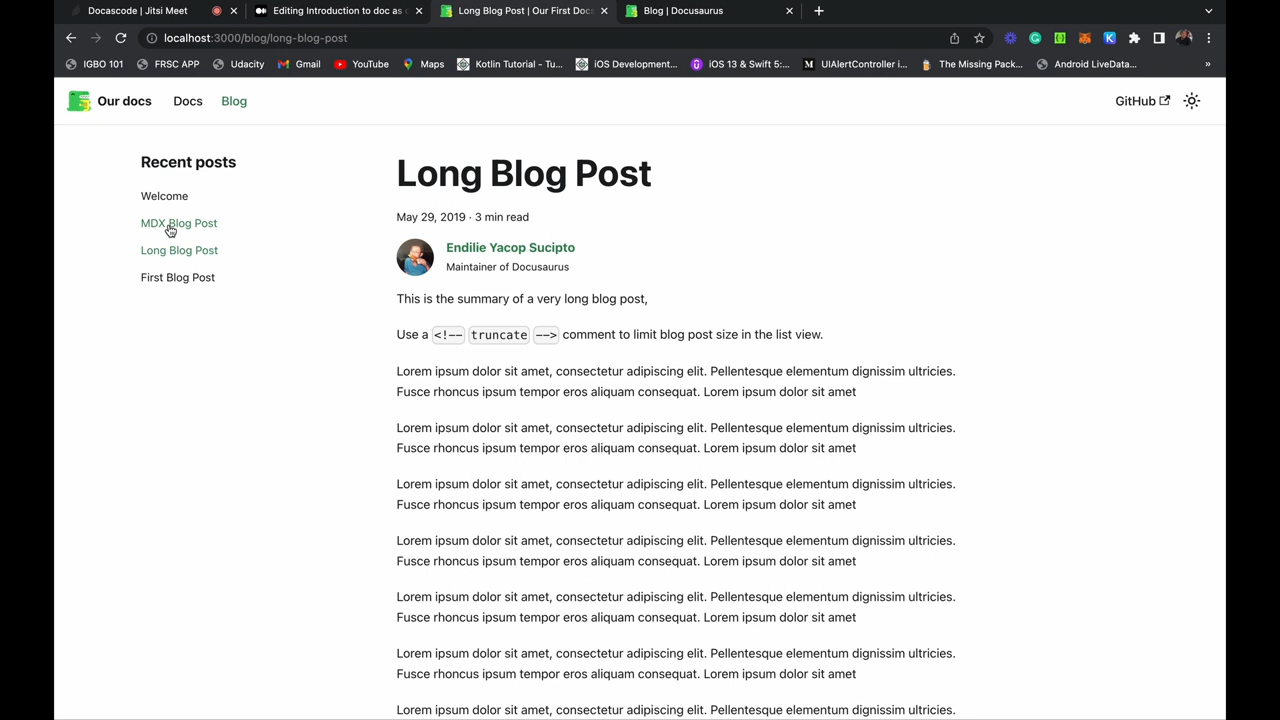 Docascode | Jitsi Meet
Editing Introduction to doc as
Long Blog Post | Our First Docs
Blog | Docusaurus
localhost:3000/blog/long-blog-post
IGBO 101
FRSC APP
Udacity
Gmail
YouTube
Maps
Kotlin Tutorial - Tu...
iOS Development...
iOS 13 & Swift 5:...
UIAlertController i...
The Missing Pack...
Android LiveData...
Our docs
Docs
Blog
GitHub
Recent posts
Welcome
MDX Blog Post
Long Blog Post
First Blog Post
Long Blog Post
May 29, 2019 · 3 min read
Endilie Yacop Sucipto
Maintainer of Docusaurus
This is the summary of a very long blog post,
Use a <!-- truncate --> comment to limit blog post size in the list view.
Lorem ipsum dolor sit amet, consectetur adipiscing elit. Pellentesque elementum dignissim ultricies.
Fusce rhoncus ipsum tempor eros aliquam consequat. Lorem ipsum dolor sit amet
Lorem ipsum dolor sit amet, consectetur adipiscing elit. Pellentesque elementum dignissim ultricies.
Fusce rhoncus ipsum tempor eros aliquam consequat. Lorem ipsum dolor sit amet
Lorem ipsum dolor sit amet, consectetur adipiscing elit. Pellentesque elementum dignissim ultricies.
Fusce rhoncus ipsum tempor eros aliquam consequat. Lorem ipsum dolor sit amet
Lorem ipsum dolor sit amet, consectetur adipiscing elit. Pellentesque elementum dignissim ultricies.
Fusce rhoncus ipsum tempor eros aliquam consequat. Lorem ipsum dolor sit amet
Lorem ipsum dolor sit amet, consectetur adipiscing elit. Pellentesque elementum dignissim ultricies.
Fusce rhoncus ipsum tempor eros aliquam consequat. Lorem ipsum dolor sit amet
Lorem ipsum dolor sit amet, consectetur adipiscing elit. Pellentesque elementum dignissim ultricies.
Fusce rhoncus ipsum tempor eros aliquam consequat. Lorem ipsum dolor sit amet
Lorem ipsum dolor sit amet, consectetur adipiscing elit. Pellentesque elementum dignissim ultricies.